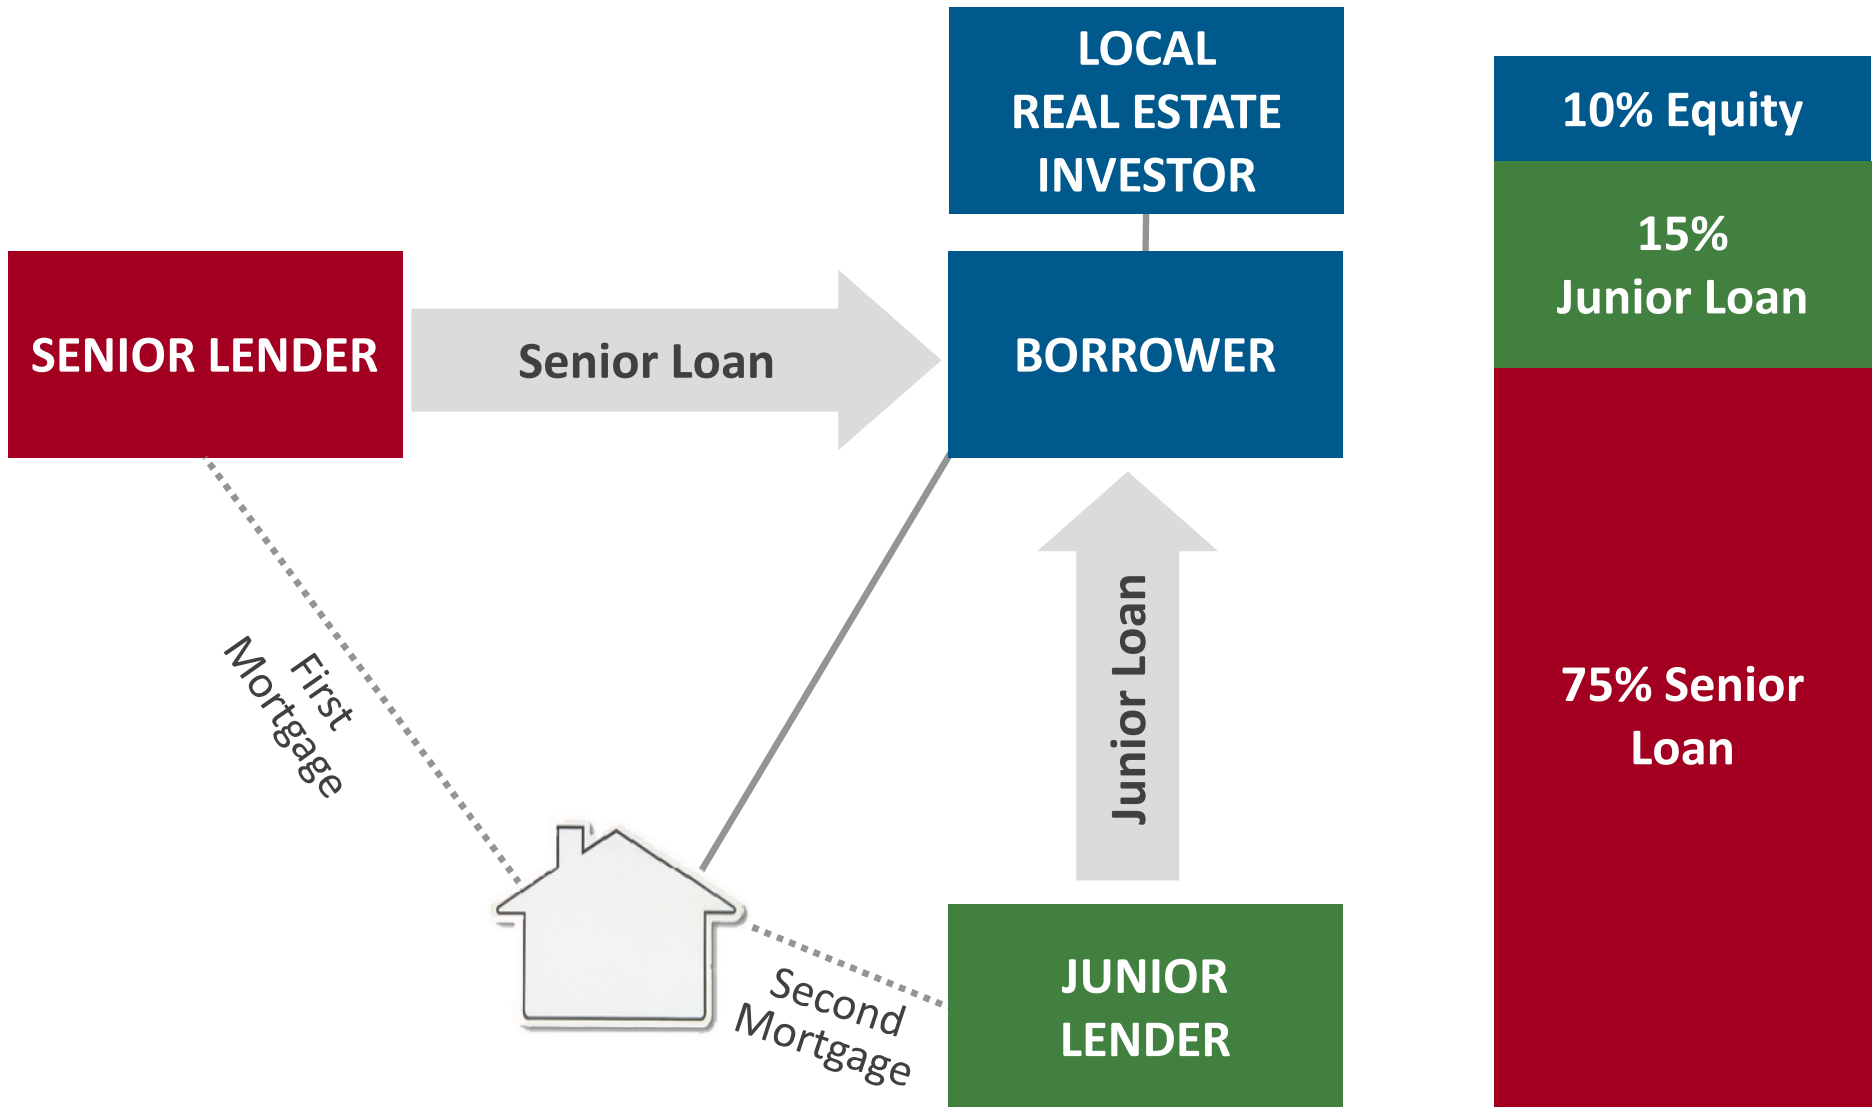 LOCAL
REAL ESTATE
INVESTOR
10% Equity
15%
Junior Loan
SENIOR LENDER
Senior Loan
BORROWER
Junior Loan
75% Senior
Loan
First
Mortgage
Second
Mortgage
JUNIOR
LENDER